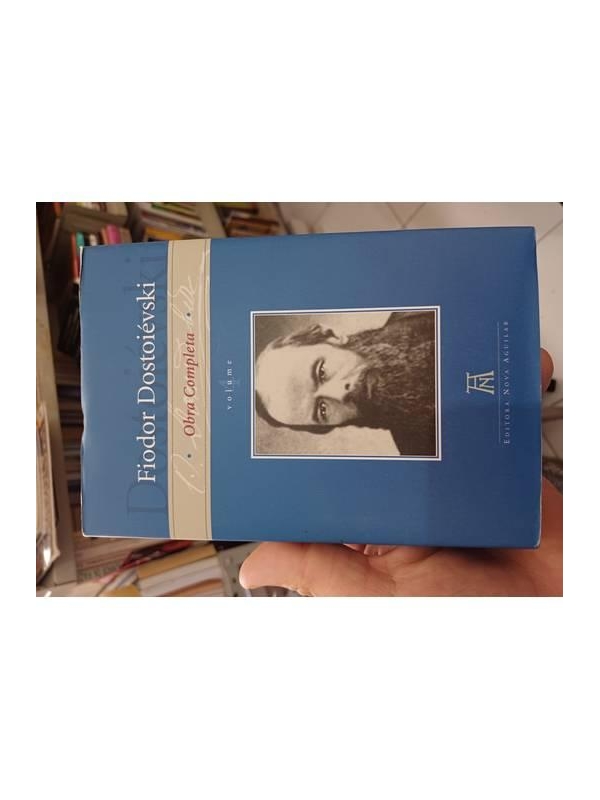 Fiodor Dostoiévski
Obra Completa
volume
EDITORA NOVA AGUILAR